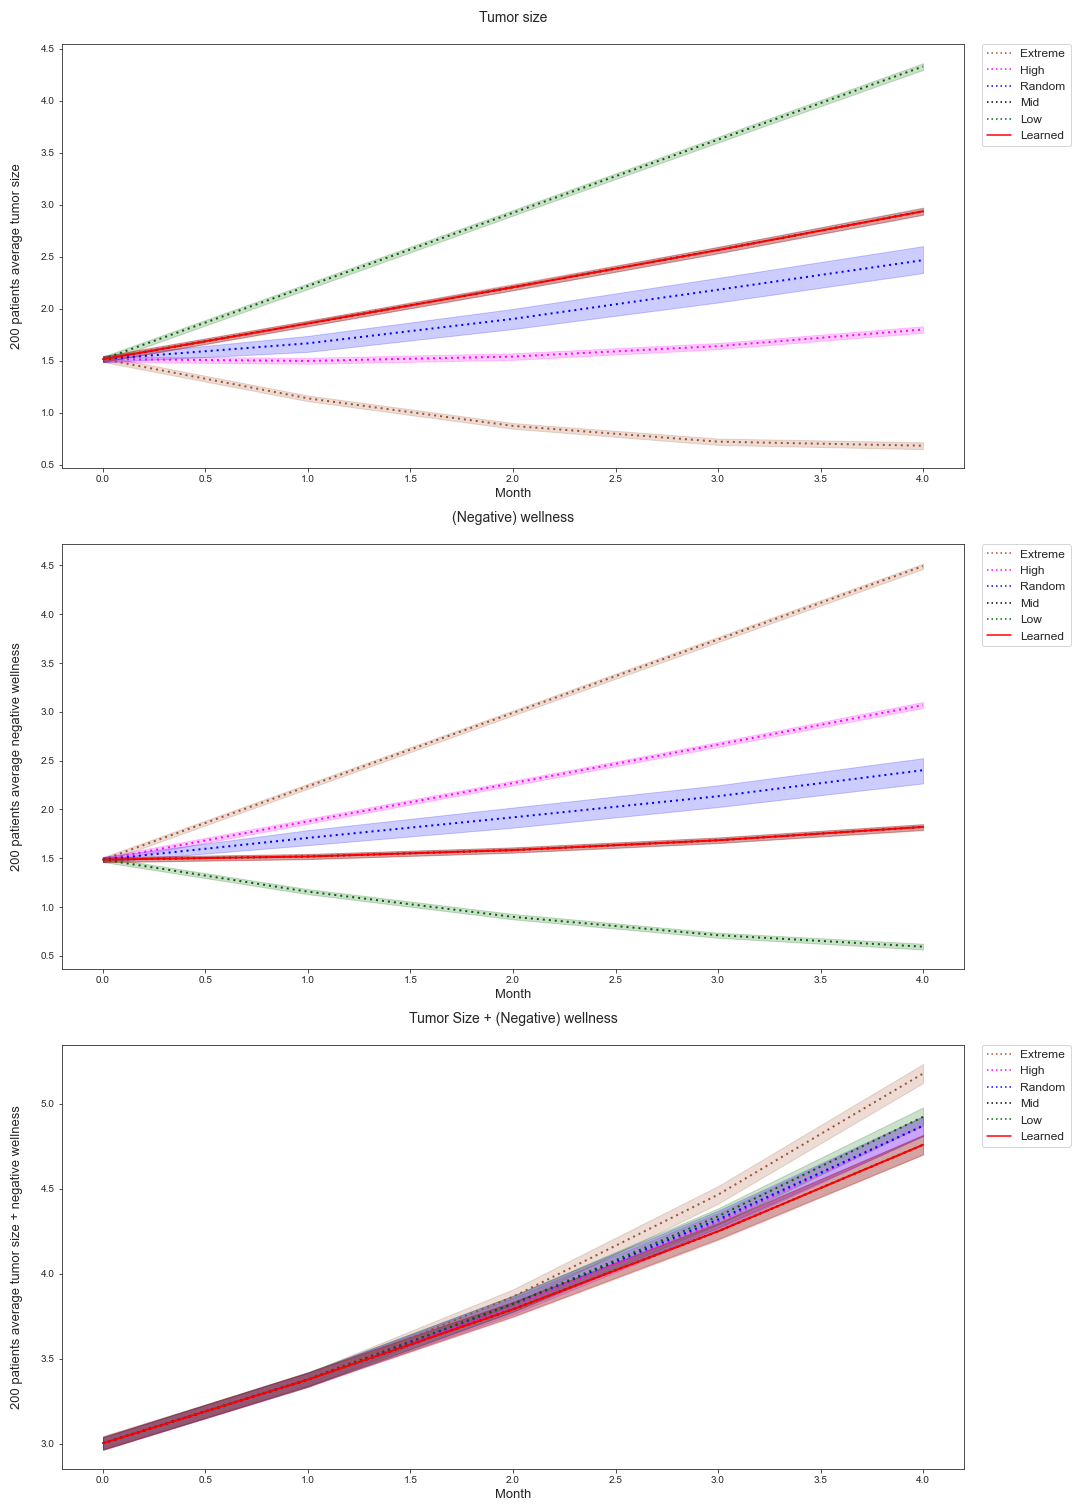 Tumor size
200 patients average tumor size
4.5
4.0
3.5
3.0
2.5
2.0
1.5
1.0
0.5
0.0 0.5 1.0 1.5 2.0 2.5 3.0 3.5 4.0
Month
Extreme
High
Random
Mid
Low
Learned
(Negative) wellness
200 patients average negative wellness
4.5
4.0
3.5
3.0
2.5
2.0
1.5
1.0
0.5
0.0 0.5 1.0 1.5 2.0 2.5 3.0 3.5 4.0
Month
Extreme
High
Random
Mid
Low
Learned
Tumor Size + (Negative) wellness
200 patients average tumor size + negative wellness
5.0
4.5
4.0
3.5
3.0
0.0 0.5 1.0 1.5 2.0 2.5 3.0 3.5 4.0
Month
Extreme
High
Random
Mid
Low
Learned